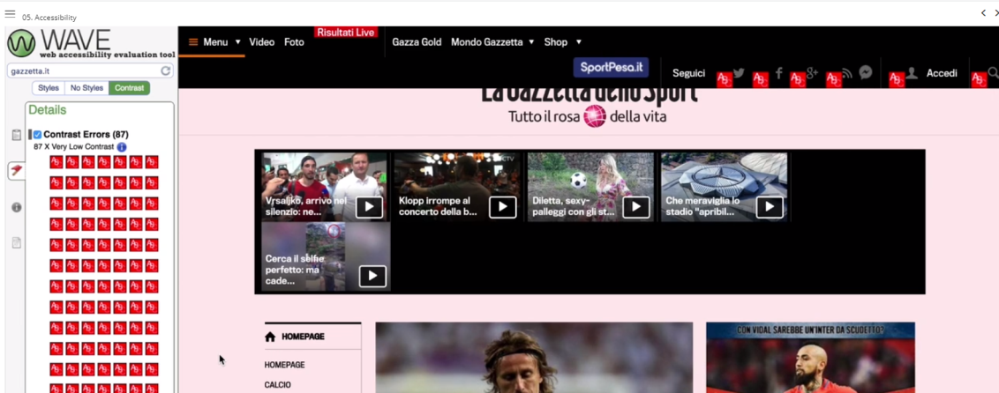 05. Accessibility
WAVE
web accessibility evaluation tool
gazzetta.it
Styles No Styles Contrast
Details
Contrast Errors (87)
87 X Very Low Contrast
Menu Video Foto Risultati Live Gazza Gold Mondo Gazzetta Shop
SportPesa.it Seguici Accedi
La Gazzetta dello Sport
Tutto il rosa della vita
Vrsaljko, arrivo nel
silenzio: ne...
Klopp irrompe al
concerto della b...
Diletta, sexy-
palleggi con gli st...
Che meraviglia lo
stadio "apribil...
Cerca il selfie
perfetto: ma
cade...
HOMEPAGE
HOMEPAGE
CALCIO
CON VIDAL SAREBBE UN'INTER DA SCUDETTO?